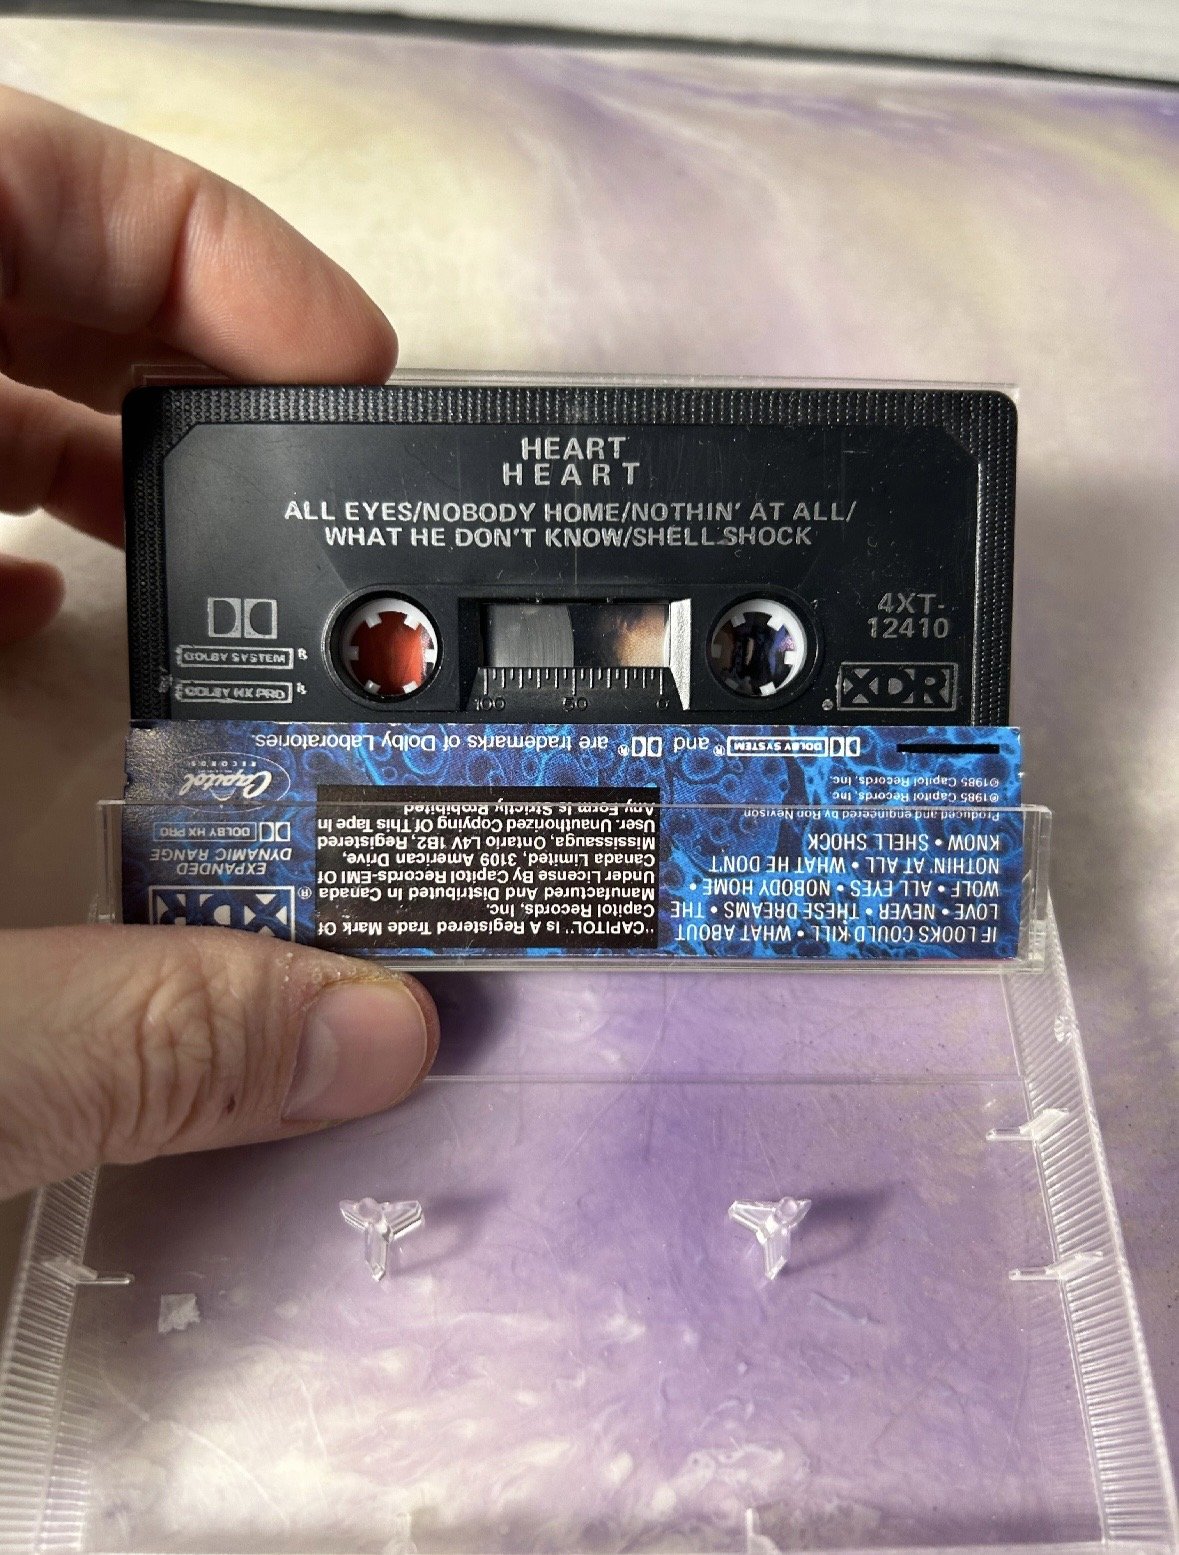 HEART
HEART
ALL EYES/NOBODY HOME/NOTHIN' AT ALL/
WHAT HE DON'T KNOW/SHELL SHOCK
DOLBY SYSTEM ®
DOLBY HX PRO ®
100 50 0
4XT-
12410
XDR
IF LOOKS COULD KILL • WHAT ABOUT
LOVE • NEVER • THESE DREAMS • THE
WOLF • ALL EYES • NOBODY HOME •
NOTHIN' AT ALL • WHAT HE DON'T
KNOW • SHELL SHOCK
Produced and engineered by Ron Nevison
℗1985 Capitol Records, Inc.
©1985 Capitol Records, Inc.
"CAPITOL" Is A Registered Trade Mark Of
Capitol Records, Inc.
Manufactured And Distributed In Canada
Under License By Capitol Records-EMI Of
Canada Limited, 3109 American Drive,
Mississauga, Ontario L4V 1B2. Registered
User. Unauthorized Copying Of This Tape In
Any Form Is Strictly Prohibited
XDR ®
EXPANDED
DYNAMIC RANGE
DOLBY HX PRO
Capitol
RECORDS
DOLBY SYSTEM ® and ® are trademarks of Dolby Laboratories.